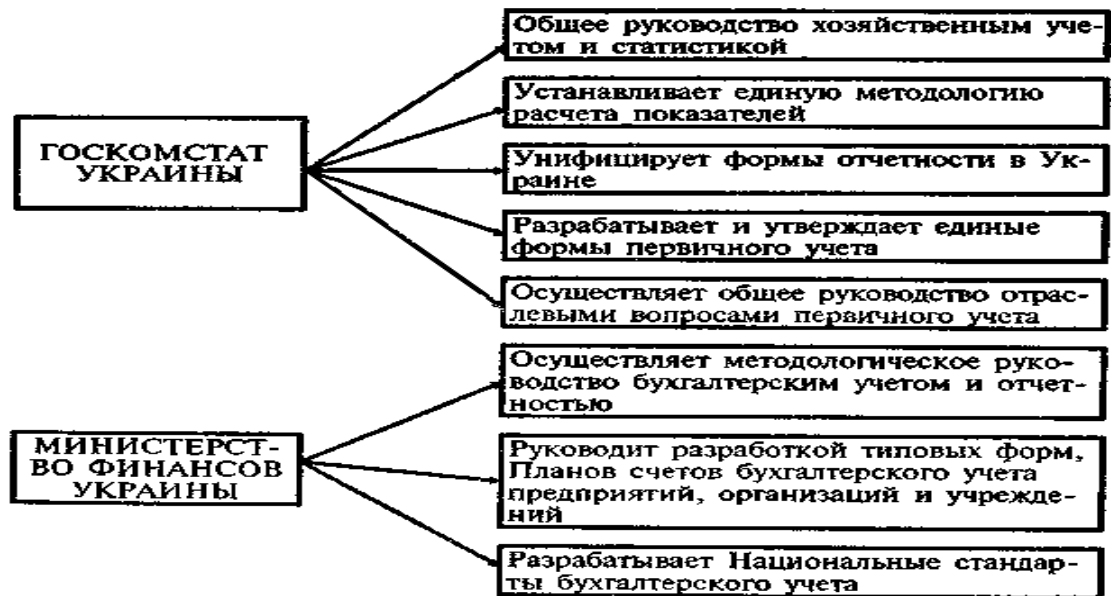 ГОСКОМСТАТ
УКРАИНЫ
Общее руководство хозяйственным уче-
том и статистикой
Устанавливает единую методологию
расчета показателей
Унифицирует формы отчетности в Ук-
раине
Разрабатывает и утверждает единые
формы первичного учета
Осуществляет общее руководство отрас-
левыми вопросами первичного учета
МИНИСТЕРСТ-
ВО ФИНАНСОВ
УКРАИНЫ
Осуществляет методологическое руко-
водство бухгалтерским учетом и отчет-
ностью
Руководит разработкой типовых форм,
Планов счетов бухгалтерского учета
предприятий, организаций и учрежде-
ний
Разрабатывает Национальные стандар-
ты бухгалтерского учета